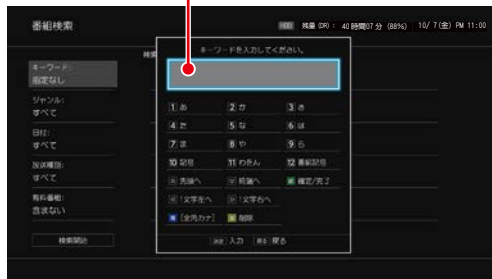 番組検索
HDD 残量 (DR) : 40時間07分 (88%) 10/ 7(金) PM 11:00
検索
キーワードを入力してください。
キーワード:
指定なし
ジャンル:
すべて
日付:
すべて
放送種別:
すべて
有料番組:
含まない
検索開始
1 あ 2 か 3 さ
4 た 5 な 6 は
7 ま 8 や 9 ら
10 記号 11 わをん 12 番組記号
先頭へ 終端へ 緑 確定/完了
1文字左へ 1文字右へ
青 [全角カナ] 黄 削除
決定 入力 戻る 戻る